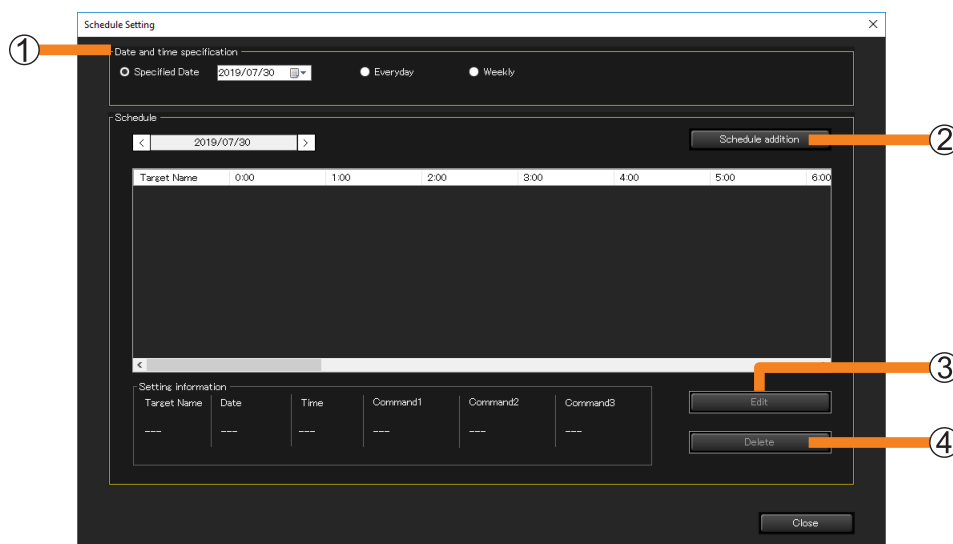 Schedule Setting
①
Date and time specification
Specified Date 2019/07/30 Everyday Weekly
Schedule
< 2019/07/30 > Schedule addition
②
Target Name 0:00 1:00 2:00 3:00 4:00 5:00 6:00
③
Setting information
Target Name Date Time Command1 Command2 Command3
--- --- --- --- --- ---
Edit
Delete
④
Close